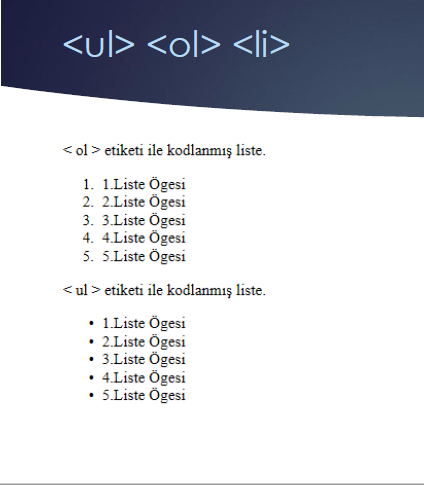 <ul> <ol> <li>
< ol > etiketi ile kodlanmış liste.
1. 1.Liste Ögesi
2. 2.Liste Ögesi
3. 3.Liste Ögesi
4. 4.Liste Ögesi
5. 5.Liste Ögesi
< ul > etiketi ile kodlanmış liste.
• 1.Liste Ögesi
• 2.Liste Ögesi
• 3.Liste Ögesi
• 4.Liste Ögesi
• 5.Liste Ögesi